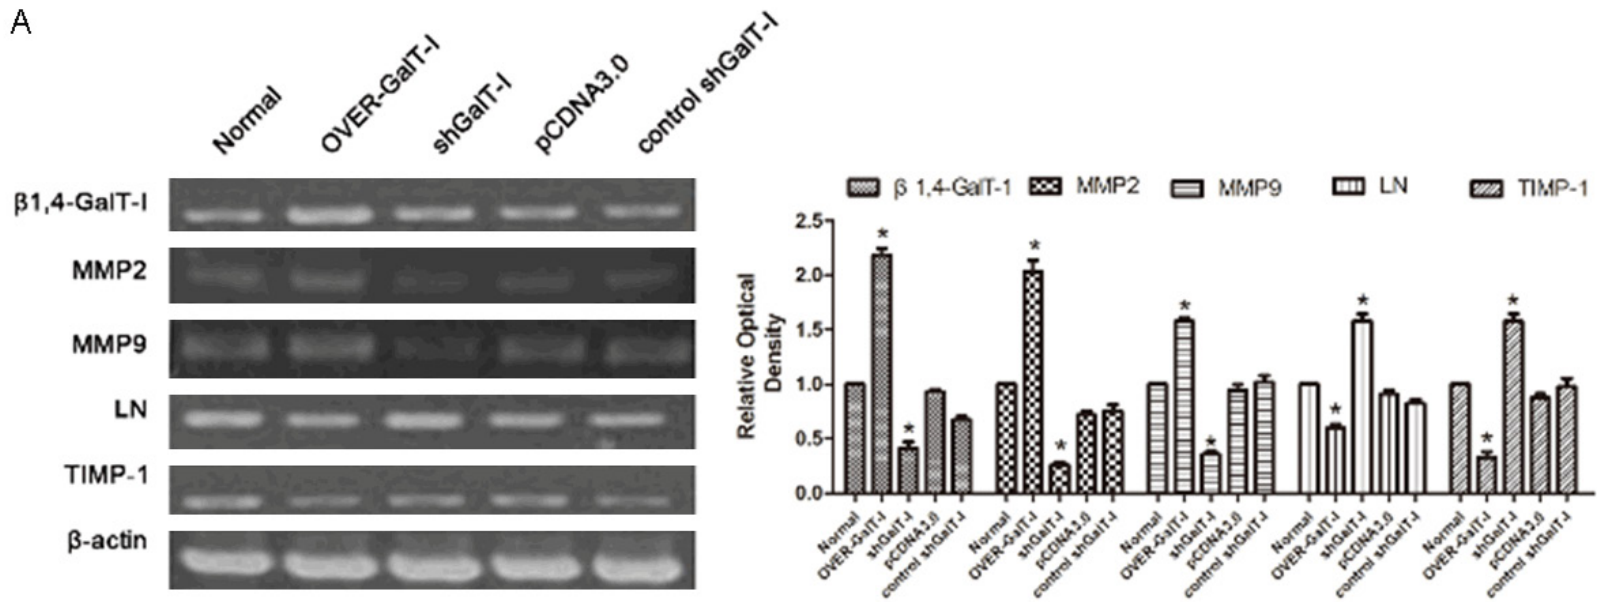 A
Normal
OVER-GalT-I
shGalT-I
pCDNA3.0
control shGalT-I
β1,4-GalT-I
MMP2
MMP9
LN
TIMP-1
β-actin
β 1,4-GalT-1
MMP2
MMP9
LN
TIMP-1
Relative Optical
Density
2.5
2.0
1.5
1.0
0.5
0.0
*
*
*
*
*
*
*
*
*
*
Normal
OVER-GalT-I
shGalT-I
pCDNA3.0
control shGalT-I
Normal
OVER-GalT-I
shGalT-I
pCDNA3.0
control shGalT-I
Normal
OVER-GalT-I
shGalT-I
pCDNA3.0
control shGalT-I
Normal
OVER-GalT-I
shGalT-I
pCDNA3.0
control shGalT-I
Normal
OVER-GalT-I
shGalT-I
pCDNA3.0
control shGalT-I